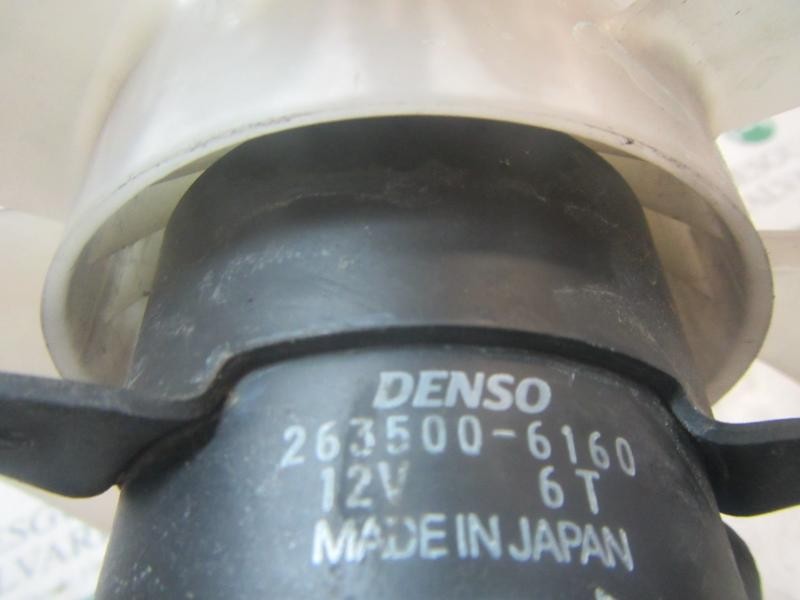 DENSO
263500-6160
12V 6T
MADE IN JAPAN